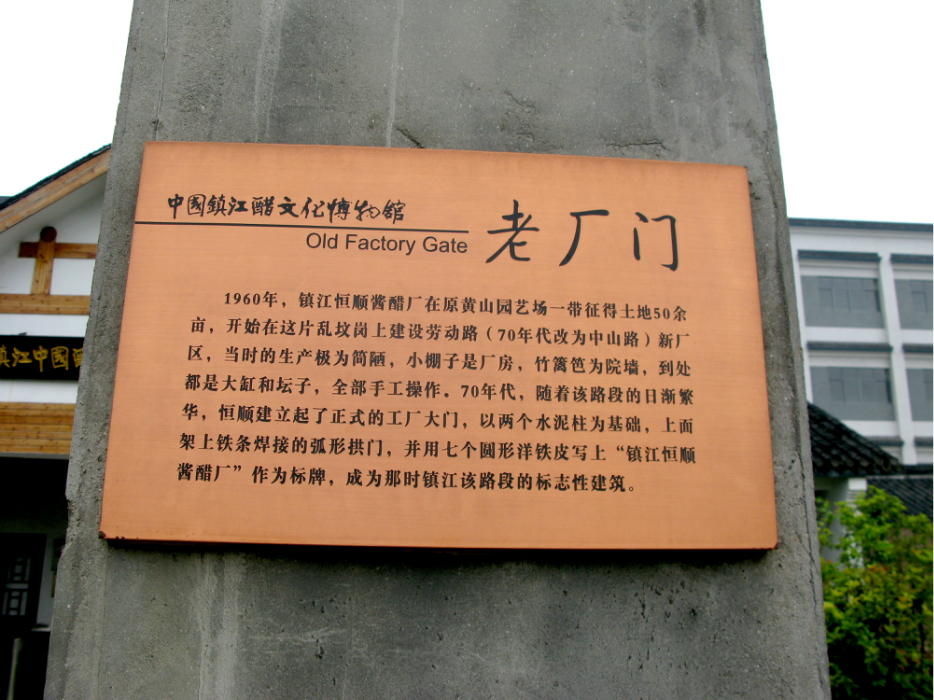 中國鎮江醋文化博物館
Old Factory Gate
老厂门
1960年，镇江恒顺酱醋厂在原黄山园艺场一带征得土地50余
亩，开始在这片乱坟岗上建设劳动路（70年代改为中山路）新厂
区，当时的生产极为简陋，小棚子是厂房，竹篱笆为院墙，到处
都是大缸和坛子，全部手工操作。70年代，随着该路段的日渐繁
华，恒顺建立起了正式的工厂大门，以两个水泥柱为基础，上面
架上铁条焊接的弧形拱门，并用七个圆形洋铁皮写上“镇江恒顺
酱醋厂”作为标牌，成为那时镇江该路段的标志性建筑。
鎮江中國